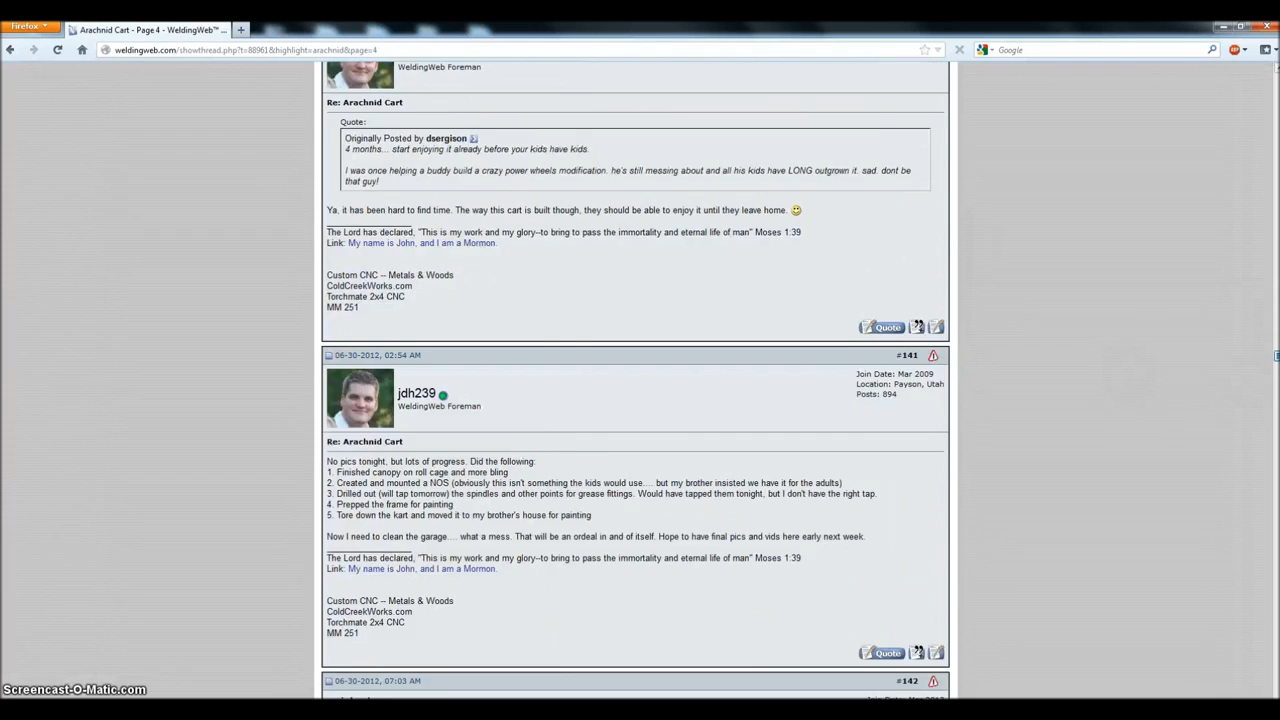 Firefox
Arachnid Cart - Page 4 - WeldingWeb™ ...
weldingweb.com/showthread.php?t=88961&highlight=arachnid&page=4
Google
WeldingWeb Foreman
Re: Arachnid Cart
Quote:
Originally Posted by dsergison
4 months... start enjoying it already before your kids have kids.
I was once helping a buddy build a crazy power wheels modification. he's still messing about and all his kids have LONG outgrown it. sad. dont be
that guy!
Ya, it has been hard to find time. The way this cart is built though, they should be able to enjoy it until they leave home.
The Lord has declared, "This is my work and my glory--to bring to pass the immortality and eternal life of man" Moses 1:39
Link: My name is John, and I am a Mormon.
Custom CNC -- Metals & Woods
ColdCreekWorks.com
Torchmate 2x4 CNC
MM 251
Quote
06-30-2012, 02:54 AM
#141
jdh239
WeldingWeb Foreman
Join Date: Mar 2009
Location: Payson, Utah
Posts: 894
Re: Arachnid Cart
No pics tonight, but lots of progress. Did the following:
1. Finished canopy on roll cage and more bling
2. Created and mounted a NOS (obviously this isn't something the kids would use.... but my brother insisted we have it for the adults)
3. Drilled out (will tap tomorrow) the spindles and other points for grease fittings. Would have tapped them tonight, but I don't have the right tap.
4. Prepped the frame for painting
5. Tore down the kart and moved it to my brother's house for painting
Now I need to clean the garage.... what a mess. That will be an ordeal in and of itself. Hope to have final pics and vids here early next week.
The Lord has declared, "This is my work and my glory--to bring to pass the immortality and eternal life of man" Moses 1:39
Link: My name is John, and I am a Mormon.
Custom CNC -- Metals & Woods
ColdCreekWorks.com
Torchmate 2x4 CNC
MM 251
Quote
06-30-2012, 07:03 AM
#142
Screencast-O-Matic.com